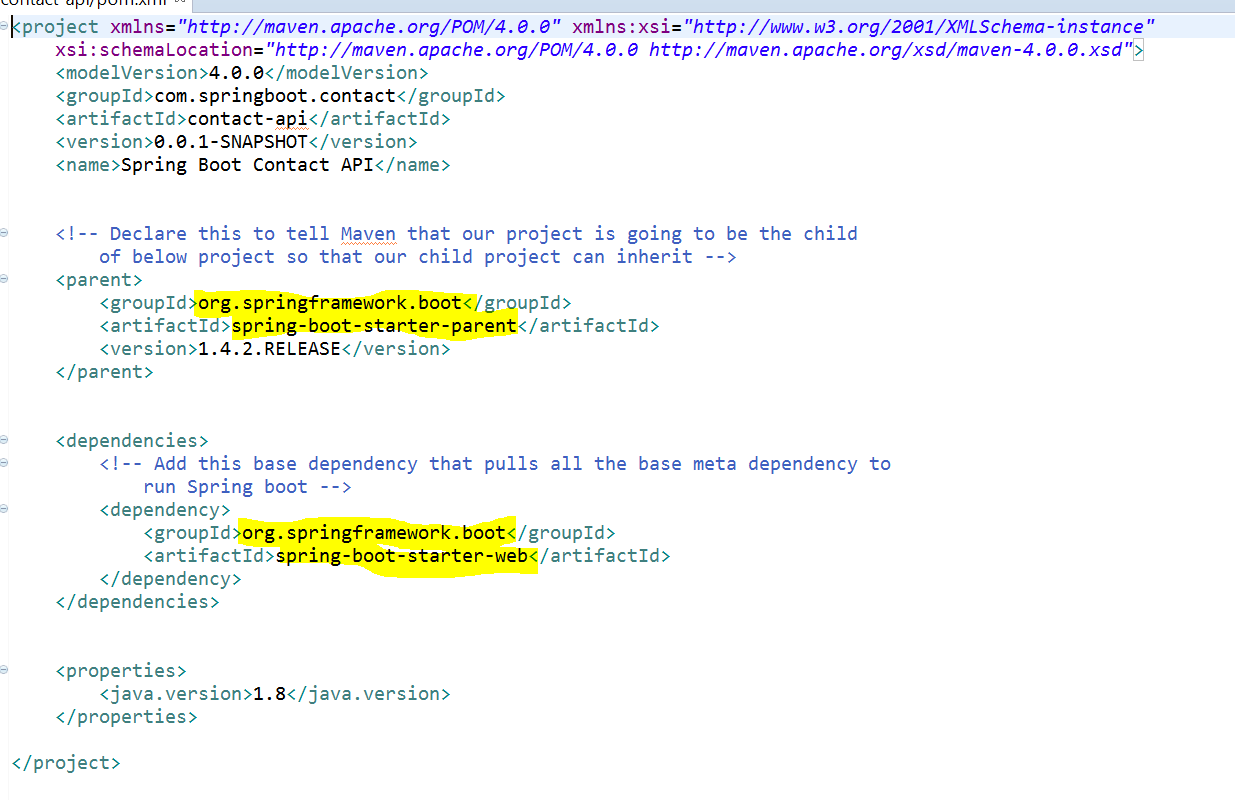 contact-api/pom.xml
<project xmlns="http://maven.apache.org/POM/4.0.0" xmlns:xsi="http://www.w3.org/2001/XMLSchema-instance"
xsi:schemaLocation="http://maven.apache.org/POM/4.0.0 http://maven.apache.org/xsd/maven-4.0.0.xsd">
<modelVersion>4.0.0</modelVersion>
<groupId>com.springboot.contact</groupId>
<artifactId>contact-api</artifactId>
<version>0.0.1-SNAPSHOT</version>
<name>Spring Boot Contact API</name>
<!-- Declare this to tell Maven that our project is going to be the child
of below project so that our child project can inherit -->
<parent>
<groupId>org.springframework.boot</groupId>
<artifactId>spring-boot-starter-parent</artifactId>
<version>1.4.2.RELEASE</version>
</parent>
<dependencies>
<!-- Add this base dependency that pulls all the base meta dependency to
run Spring boot -->
<dependency>
<groupId>org.springframework.boot</groupId>
<artifactId>spring-boot-starter-web</artifactId>
</dependency>
</dependencies>
<properties>
<java.version>1.8</java.version>
</properties>
</project>